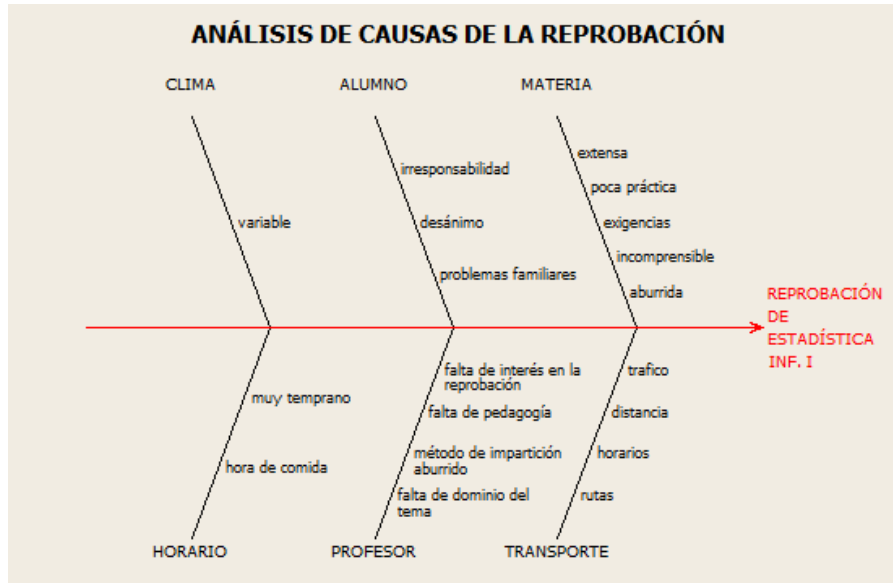 ANÁLISIS DE CAUSAS DE LA REPROBACIÓN
CLIMA
ALUMNO
MATERIA
variable
irresponsabilidad
desánimo
problemas familiares
extensa
poca práctica
exigencias
incomprensible
aburrida
REPROBACIÓN
DE
ESTADÍSTICA
INF. I
muy temprano
hora de comida
falta de interés en la
reprobación
falta de pedagogía
método de impartición
aburrido
falta de dominio del
tema
trafico
distancia
horarios
rutas
HORARIO
PROFESOR
TRANSPORTE